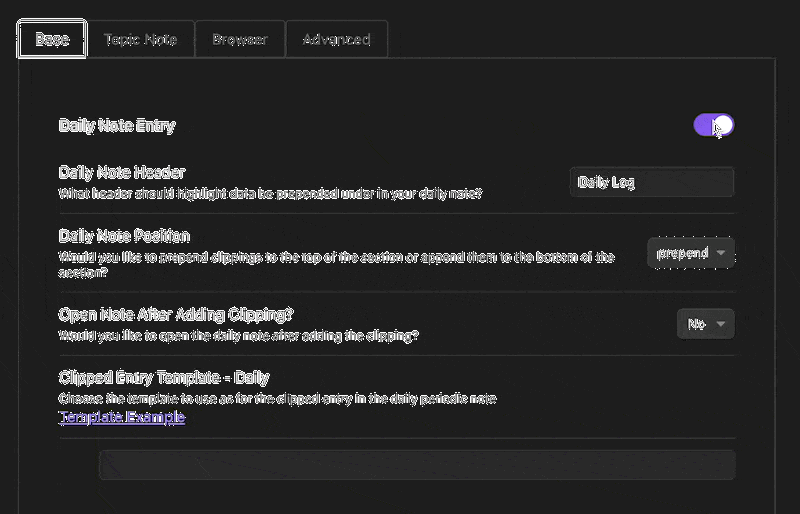 Base
Topic Note
Browser
Advanced
Daily Note Entry
Daily Note Header
What header should highlight data be prepended under in your daily note?
Daily Log
Daily Note Position
Would you like to prepend clippings to the top of the section or append them to the bottom of the
section?
prepend
Open Note After Adding Clipping?
Would you like to open the daily note after adding the clipping?
No
Clipped Entry Template - Daily
Choose the template to use as for the clipped entry in the daily periodic note
Template Example